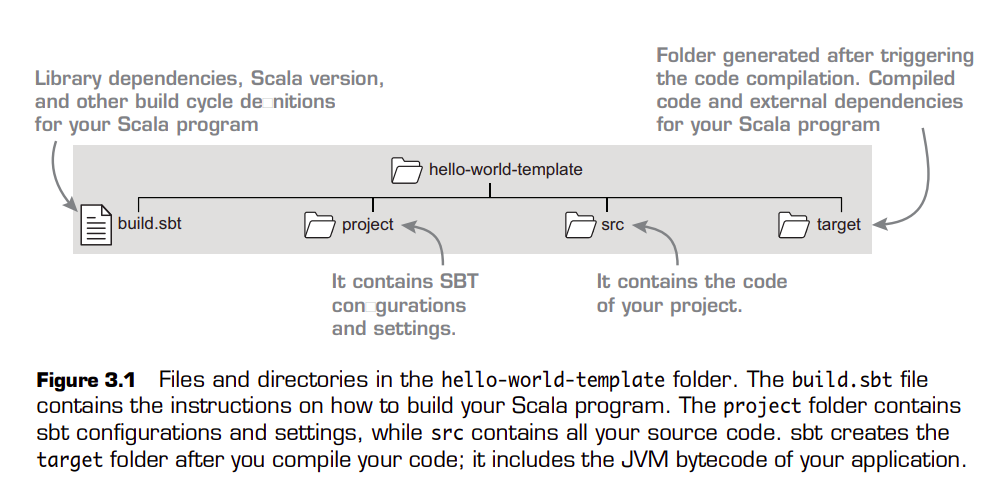 Library dependencies, Scala version,
and other build cycle de□nitions
for your Scala program
Folder generated after triggering
the code compilation. Compiled
code and external dependencies
for your Scala program
hello-world-template
build.sbt
project
src
target
It contains SBT
con□gurations
and settings.
It contains the code
of your project.
Figure 3.1 Files and directories in the hello-world-template folder. The build.sbt file
contains the instructions on how to build your Scala program. The project folder contains
sbt configurations and settings, while src contains all your source code. sbt creates the
target folder after you compile your code; it includes the JVM bytecode of your application.